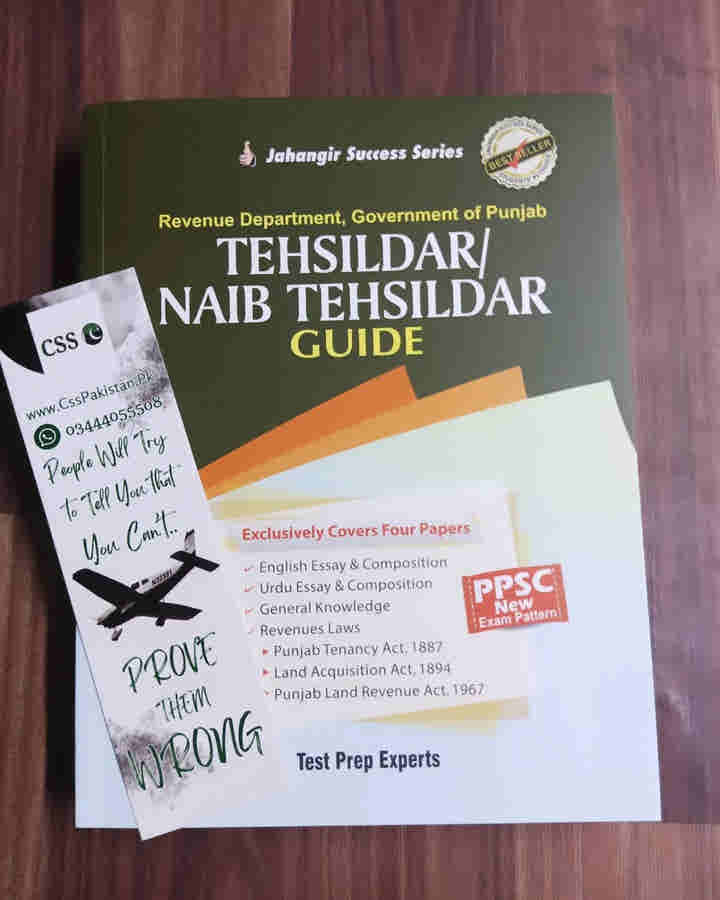 Jahangir Success Series
BEST SELLER
Revenue Department, Government of Punjab
TEHSILDAR/
NAIB TEHSILDAR
GUIDE
Exclusively Covers Four Papers
English Essay & Composition
Urdu Essay & Composition
General Knowledge
Revenues Laws
Punjab Tenancy Act, 1887
Land Acquisition Act, 1894
Punjab Land Revenue Act, 1967
PPSC
New
Exam Pattern
Test Prep Experts
CSS
www.CssPakistan.Pk
03444055508
People Will Try
to Tell You that
You Can't..
PROVE
THEM
WRONG